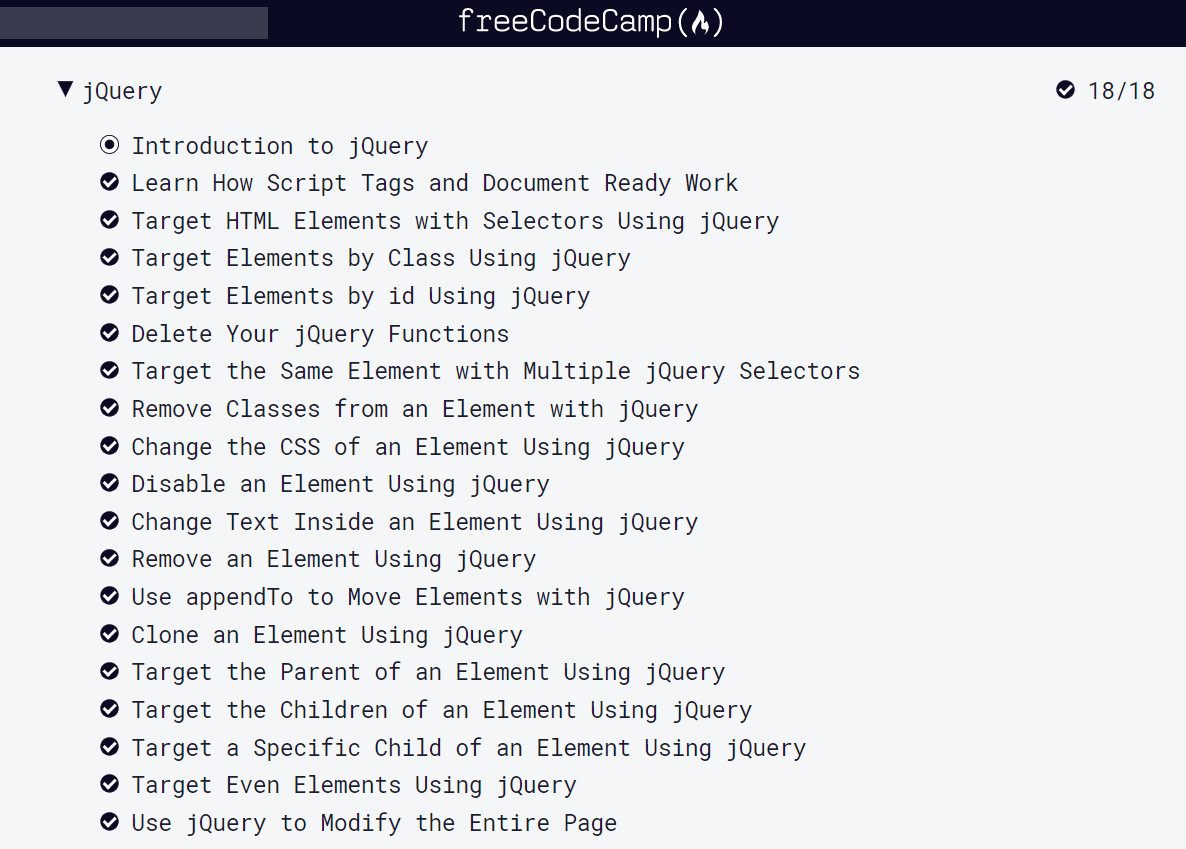 freeCodeCamp(🔥)
jQuery
18/18
Introduction to jQuery
Learn How Script Tags and Document Ready Work
Target HTML Elements with Selectors Using jQuery
Target Elements by Class Using jQuery
Target Elements by id Using jQuery
Delete Your jQuery Functions
Target the Same Element with Multiple jQuery Selectors
Remove Classes from an Element with jQuery
Change the CSS of an Element Using jQuery
Disable an Element Using jQuery
Change Text Inside an Element Using jQuery
Remove an Element Using jQuery
Use appendTo to Move Elements with jQuery
Clone an Element Using jQuery
Target the Parent of an Element Using jQuery
Target the Children of an Element Using jQuery
Target a Specific Child of an Element Using jQuery
Target Even Elements Using jQuery
Use jQuery to Modify the Entire Page